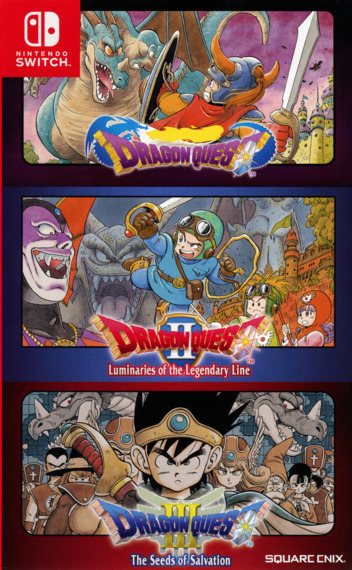 NINTENDO
SWITCH
DRAGON QUEST
DRAGON QUEST
II
Luminaries of the Legendary Line
DRAGON QUEST
III
The Seeds of Salvation
SQUARE ENIX